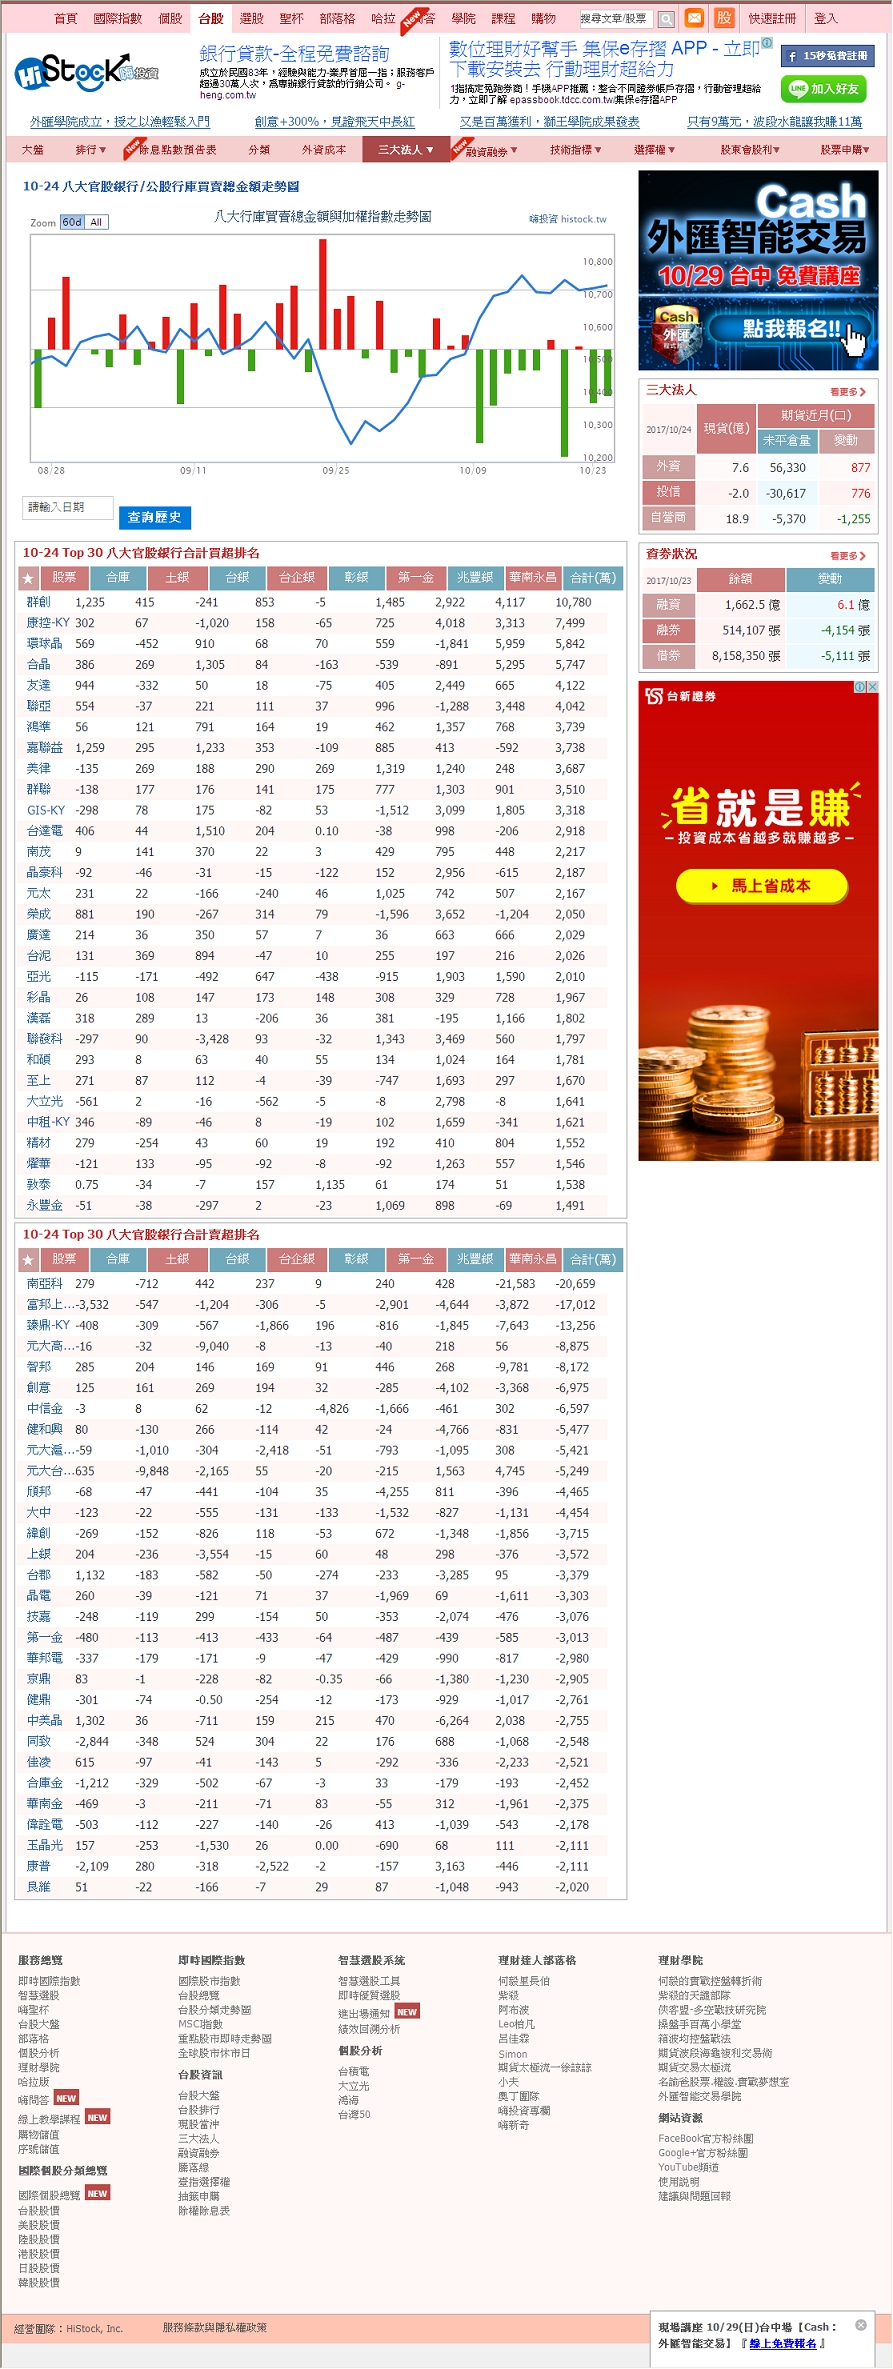 首頁 國際指數 個股 台股 選股 聖杯 部落格 哈拉 New 問答 學院 課程 購物 搜尋文章/股票 股 快速註冊 登入
HiStock 嗨投資
銀行貸款-全程免費諮詢
成立於民國83年，經驗與能力-業界首屈一指；服務客戶
超過30萬人次，為專辦銀行貸款的行銷公司。 g-
heng.com.tw
數位理財好幫手 集保e存摺 APP - 立即
下載安裝去 行動理財超給力
1指搞定免跑券商！手機APP推薦；整合不同證券帳戶存摺，行動管理超給
力，立即了解 epassbook.tdcc.com.tw/集保e存摺APP
f 15秒免費註冊
LINE 加入好友
外匯學院成立，授之以漁輕鬆入門 創意+300%，見證飛天中長紅 又是百萬獲利，獅王學院成果發表 只有9萬元，波段水龍讓我賺11萬
大盤 排行▼ New 除息點數預告表 分類 外資成本 三大法人 ▼ New 融資融券 ▼ 技術指標 ▼ 選擇權 ▼ 股東會股利▼ 股票申購▼
10-24 八大官股銀行/公股行庫買賣總金額走勢圖
Zoom 60d All
八大行庫買賣總金額與加權指數走勢圖
嗨投資 histock.tw
10,800
10,700
10,600
10,500
10,400
10,300
10,200
08/28 09/11 09/25 10/09 10/23
請輸入日期 查詢歷史
10-24 Top 30 八大官股銀行合計買超排名
★ 股票 合庫 土銀 台銀 台企銀 彰銀 第一金 兆豐銀 華南永昌 合計(萬)
群創 1,235 415 -241 853 -5 1,485 2,922 4,117 10,780
康控-KY 302 67 -1,020 158 -65 725 4,018 3,313 7,499
環球晶 569 -452 910 68 70 559 -1,841 5,959 5,842
合晶 386 269 1,305 84 -163 -539 -891 5,295 5,747
友達 944 -332 50 18 -75 405 2,449 665 4,122
聯亞 554 -37 221 111 37 996 -1,288 3,448 4,042
鴻準 56 121 791 164 19 462 1,357 768 3,739
嘉聯益 1,259 295 1,233 353 -109 885 413 -592 3,738
美律 -135 269 188 290 269 1,319 1,240 248 3,687
群聯 -138 177 176 141 175 777 1,303 901 3,510
GIS-KY -298 78 175 -82 53 -1,512 3,099 1,805 3,318
台達電 406 44 1,510 204 0.10 -38 998 -206 2,918
南茂 9 141 370 22 3 429 795 448 2,217
晶豪科 -92 -46 -31 -15 -122 152 2,956 -615 2,187
元太 231 22 -166 -240 46 1,025 742 507 2,167
榮成 881 190 -267 314 79 -1,596 3,652 -1,204 2,050
廣達 214 36 350 57 7 36 663 666 2,029
台泥 131 369 894 -47 10 255 197 216 2,026
亞光 -115 -171 -492 647 -438 -915 1,903 1,590 2,010
彩晶 26 108 147 173 148 308 329 728 1,967
漢磊 318 289 13 -206 36 381 -195 1,166 1,802
聯發科 -297 90 -3,428 93 -32 1,343 3,469 560 1,797
和碩 293 8 63 40 55 134 1,024 164 1,781
至上 271 87 112 -4 -39 -747 1,693 297 1,670
大立光 -561 2 -16 -562 -5 -8 2,798 -8 1,641
中租-KY 346 -89 -46 8 -19 102 1,659 -341 1,621
精材 279 -254 43 60 19 192 410 804 1,552
燿華 -121 133 -95 -92 -8 -92 1,263 557 1,546
敦泰 0.75 -34 -7 157 1,135 61 174 51 1,538
永豐金 -51 -38 -297 2 -23 1,069 898 -69 1,491
10-24 Top 30 八大官股銀行合計賣超排名
★ 股票 合庫 土銀 台銀 台企銀 彰銀 第一金 兆豐銀 華南永昌 合計(萬)
南亞科 279 -712 442 237 9 240 428 -21,583 -20,659
富邦上... -3,532 -547 -1,204 -306 -5 -2,901 -4,644 -3,872 -17,012
臻鼎-KY -408 -309 -567 -1,866 196 -816 -1,845 -7,643 -13,256
元大高... -16 -32 -9,040 -8 -13 -40 218 56 -8,875
智邦 285 204 146 169 91 446 268 -9,781 -8,172
創意 125 161 269 194 32 -285 -4,102 -3,368 -6,975
中信金 -3 8 62 -12 -4,826 -1,666 -461 302 -6,597
健和興 80 -130 266 -114 42 -24 -4,766 -831 -5,477
元大滬... -59 -1,010 -304 -2,418 -51 -793 -1,095 308 -5,421
元大台... 635 -9,848 -2,165 55 -20 -215 1,563 4,745 -5,249
頎邦 -68 -47 -441 -104 35 -4,255 811 -396 -4,465
大中 -123 -22 -555 -131 -133 -1,532 -827 -1,131 -4,454
緯創 -269 -152 -826 118 -53 672 -1,348 -1,856 -3,715
上銀 204 -236 -3,554 -15 60 48 298 -376 -3,572
台郡 1,132 -183 -582 -50 -274 -233 -3,285 95 -3,379
晶電 260 -39 -121 71 37 -1,969 69 -1,611 -3,303
技嘉 -248 -119 299 -154 50 -353 -2,074 -476 -3,076
第一金 -480 -113 -413 -433 -64 -487 -439 -585 -3,013
華邦電 -337 -179 -171 -9 -47 -429 -990 -817 -2,980
京鼎 83 -1 -228 -82 -0.35 -66 -1,380 -1,230 -2,905
健鼎 -301 -74 -0.50 -254 -12 -173 -929 -1,017 -2,761
中美晶 1,302 36 -711 159 215 470 -6,264 2,038 -2,755
同致 -2,844 -348 524 304 22 176 688 -1,068 -2,548
佳凌 615 -97 -41 -143 5 -292 -336 -2,233 -2,521
合庫金 -1,212 -329 -502 -67 -3 33 -179 -193 -2,452
華南金 -469 -3 -211 -71 83 -55 312 -1,961 -2,375
偉詮電 -503 -112 -227 -140 -26 413 -1,039 -543 -2,178
玉晶光 157 -253 -1,530 26 0.00 -690 68 111 -2,111
康普 -2,109 280 -318 -2,522 -2 -157 3,163 -446 -2,111
良維 51 -22 -166 -7 29 87 -1,048 -943 -2,020
Cash
外匯智能交易
10/29 台中 免費講座
Cash 外匯
點我報名!!
三大法人 看更多
2017/10/24 現貨(億) 期貨近月(口)
未平倉量 變動
外資 7.6 56,330 877
投信 -2.0 -30,617 776
自營商 18.9 -5,370 -1,255
資券狀況 看更多
2017/10/23 餘額 變動
融資 1,662.5 億 6.1 億
融券 514,107 張 -4,154 張
借券 8,158,350 張 -5,111 張
台新證券
省就是賺
投資成本省越多就賺越多
馬上省成本
服務總覽
即時國際指數
智慧選股
嗨聖杯
台股大盤
部落格
個股分析
理財學院
哈拉版
嗨問答 NEW
線上教學課程 NEW
購物儲值
序號儲值
國際個股分類總覽
國際個股總覽 NEW
台股股價
美股股價
陸股股價
港股股價
日股股價
韓股股價
即時國際指數
國際股市指數
台股總覽
台股分類走勢圖
MSCI指數
重點股市即時走勢圖
全球股市休市日
台股資訊
台股大盤
台股排行
現股當沖
三大法人
融資融券
騰落線
臺指選擇權
抽籤申購
除權除息表
智慧選股系統
智慧選股工具
即時優質選股
進出場通知 NEW
績效回溯分析
個股分析
台積電
大立光
鴻海
台灣50
理財達人部落格
何毅里長伯
紫殺
阿布波
Leo柏凡
呂佳霖
Simon
期貨太極流一徐諒諒
小夫
奧丁團隊
嗨投資專欄
嗨新奇
理財學院
何毅的實戰控盤轉折術
紫殺的天讖部隊
俠客盟-多空戰技研究院
操盤手百萬小學堂
箱波均控盤戰法
期貨波段海龜複利交易術
期貨交易太極流
名諭爸股票.權證.實戰夢想室
外匯智能交易學院
網站資源
FaceBook官方粉絲團
Google+官方粉絲團
YouTube頻道
使用說明
建議與問題回報
經營團隊：HiStock, Inc. 服務條款與隱私權政策
現場講座 10/29(日)台中場【Cash：
外匯智能交易】『 線上免費報名 』